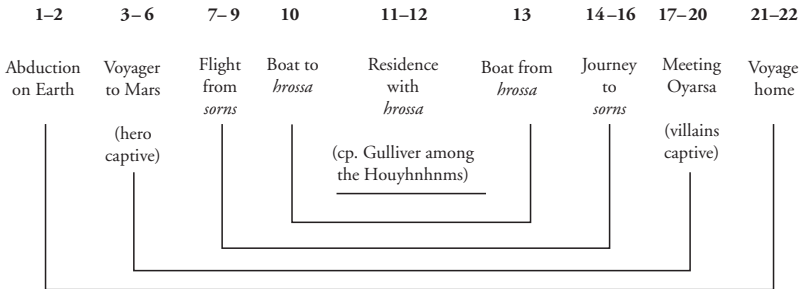 1–2 3–6 7–9 10 11–12 13 14–16 17–20 21–22
Abduction
on Earth
Voyager
to Mars
(hero
captive)
Flight
from
sorns
Boat to
hrossa
Residence
with
hrossa
(cp. Gulliver among
the Houyhnhnms)
Boat from
hrossa
Journey
to
sorns
Meeting
Oyarsa
(villains
captive)
Voyage
home